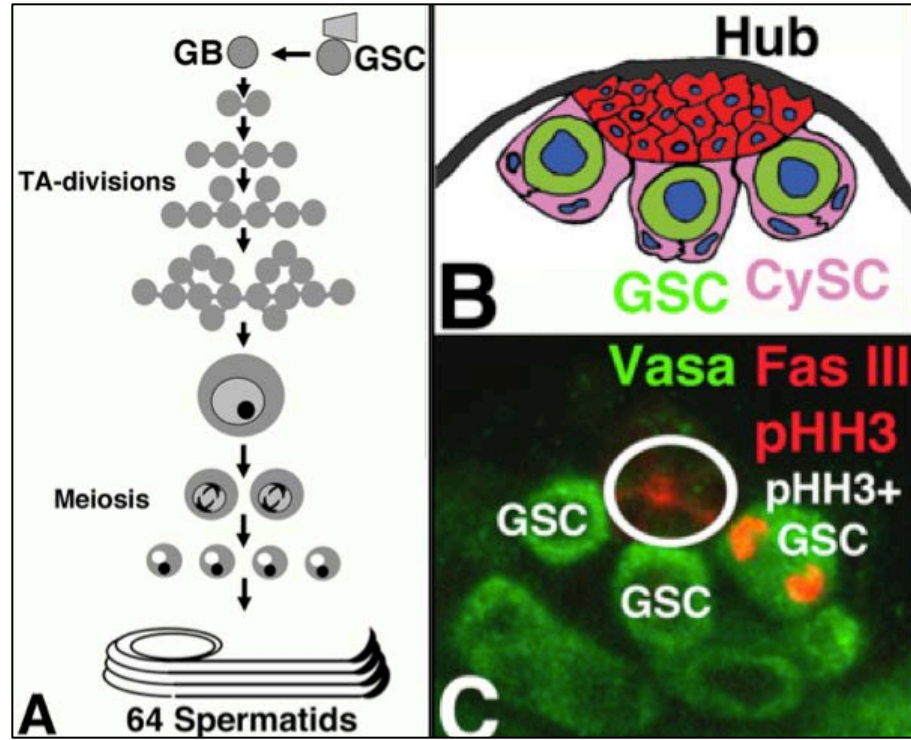 GB
GSC
TA-divisions
Meiosis
64 Spermatids
A
Hub
GSC CySC
B
Vasa Fas III
pHH3
pHH3+
GSC
GSC
GSC
C